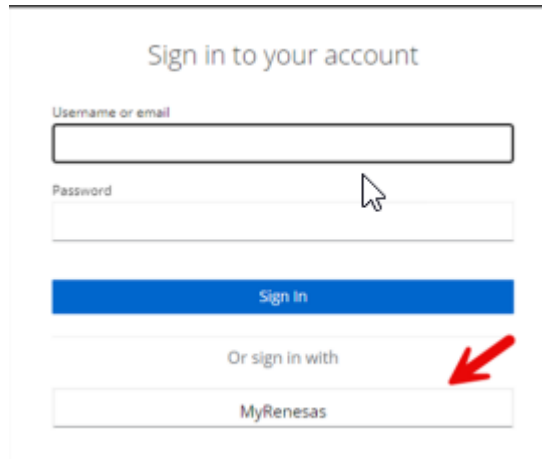 Sign in to your account
Username or email
Password
Sign In
Or sign in with
MyRenesas